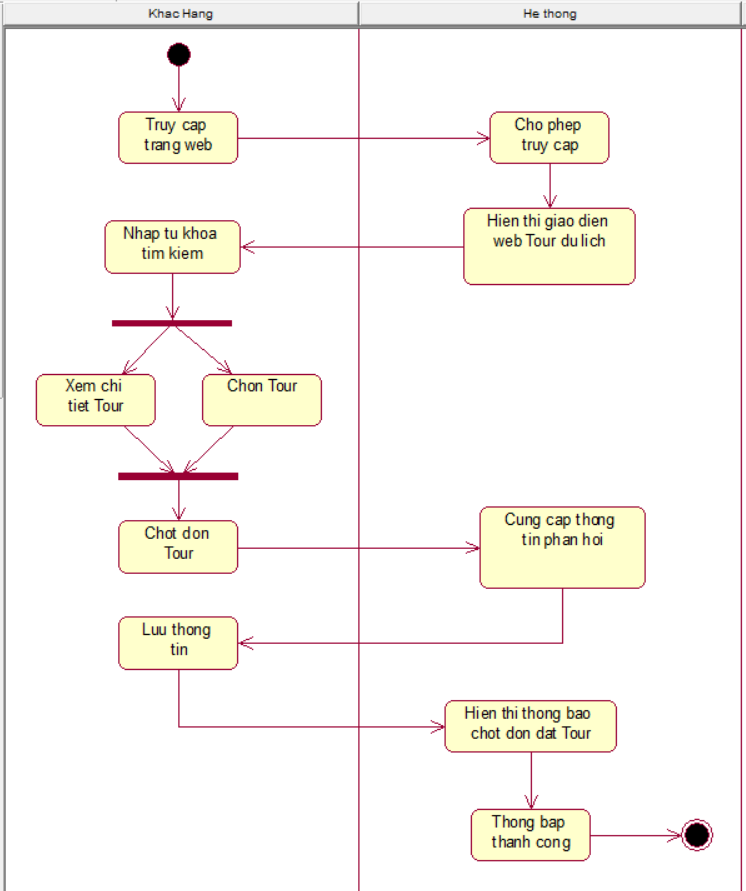 Khac Hang
He thong
Truy cap
trang web
Cho phep
truy cap
Hien thi giao dien
web Tour du lich
Nhap tu khoa
tim kiem
Xem chi
tiet Tour
Chon Tour
Chot don
Tour
Cung cap thong
tin phan hoi
Luu thong
tin
Hien thi thong bao
chot don dat Tour
Thong bap
thanh cong